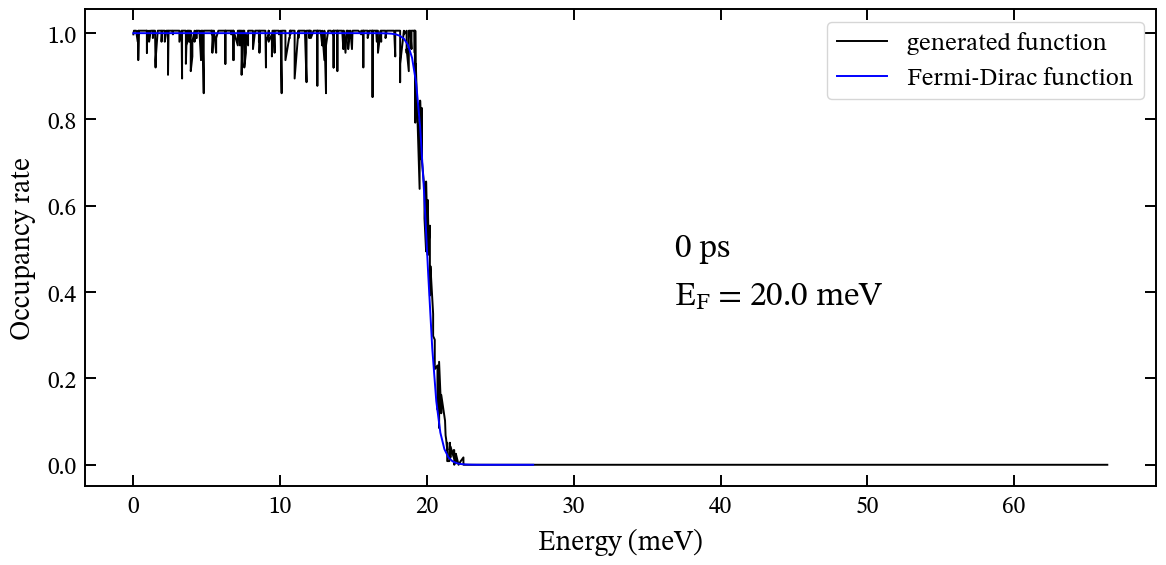 generated function
Fermi-Dirac function
Occupancy rate
1.0
0.8
0.6
0.4
0.2
0.0
0 ps
E_F = 20.0 meV
0 10 20 30 40 50 60
Energy (meV)